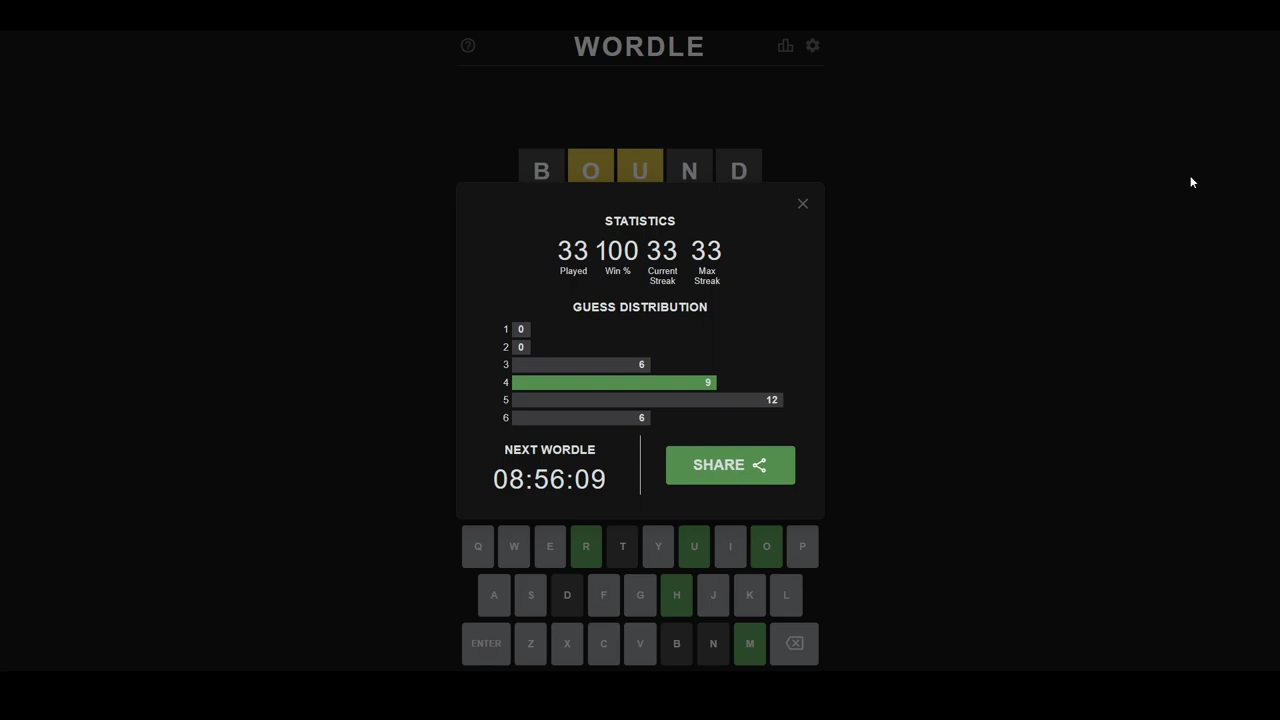 WORDLE
B O U N D
STATISTICS
33 100 33 33
Played Win % Current Streak Max Streak
GUESS DISTRIBUTION
1 0
2 0
3 6
4 9
5 12
6 6
NEXT WORDLE
08:56:09
SHARE
Q W E R T Y U I O P
A S D F G H J K L
ENTER Z X C V B N M